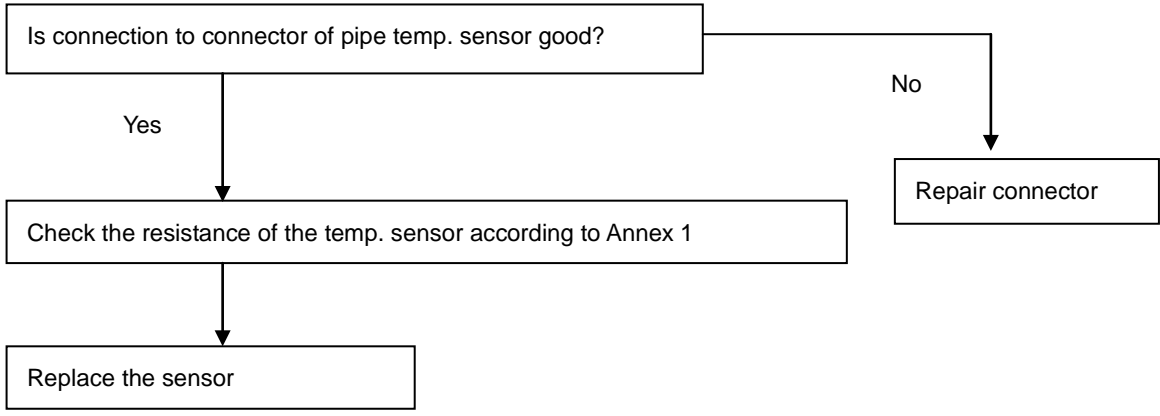 Is connection to connector of pipe temp. sensor good?
No
Yes
Repair connector
Check the resistance of the temp. sensor according to Annex 1
Replace the sensor